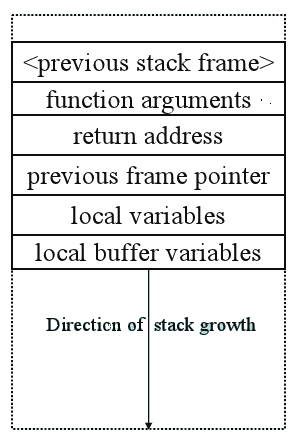 <previous stack frame>
function arguments
return address
previous frame pointer
local variables
local buffer variables
Direction of stack growth